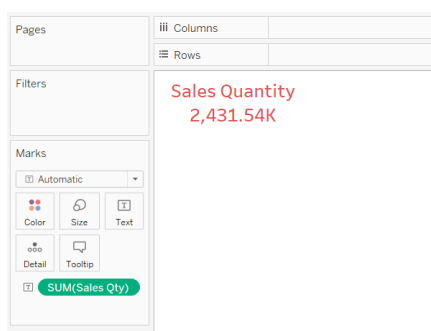 Pages
Columns
Rows
Filters
Sales Quantity
2,431.54K
Marks
T Automatic
Color
Size
T
Text
Detail
Tooltip
T SUM(Sales Qty)